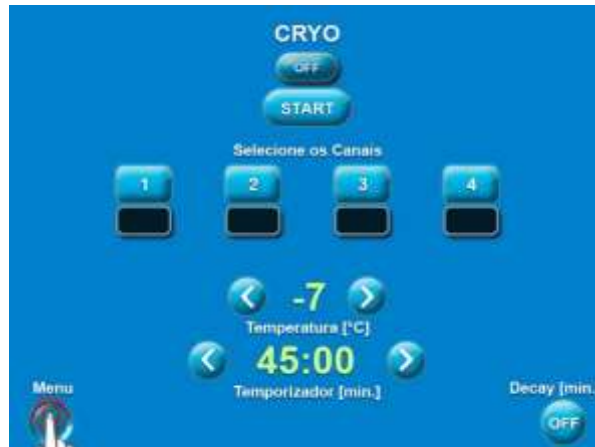 CRYO
OFF
START
Selecione os Canais
1 2 3 4
-7
Temperatura [°C]
45:00
Temporizador [min.]
Menu
Decay [min.
OFF